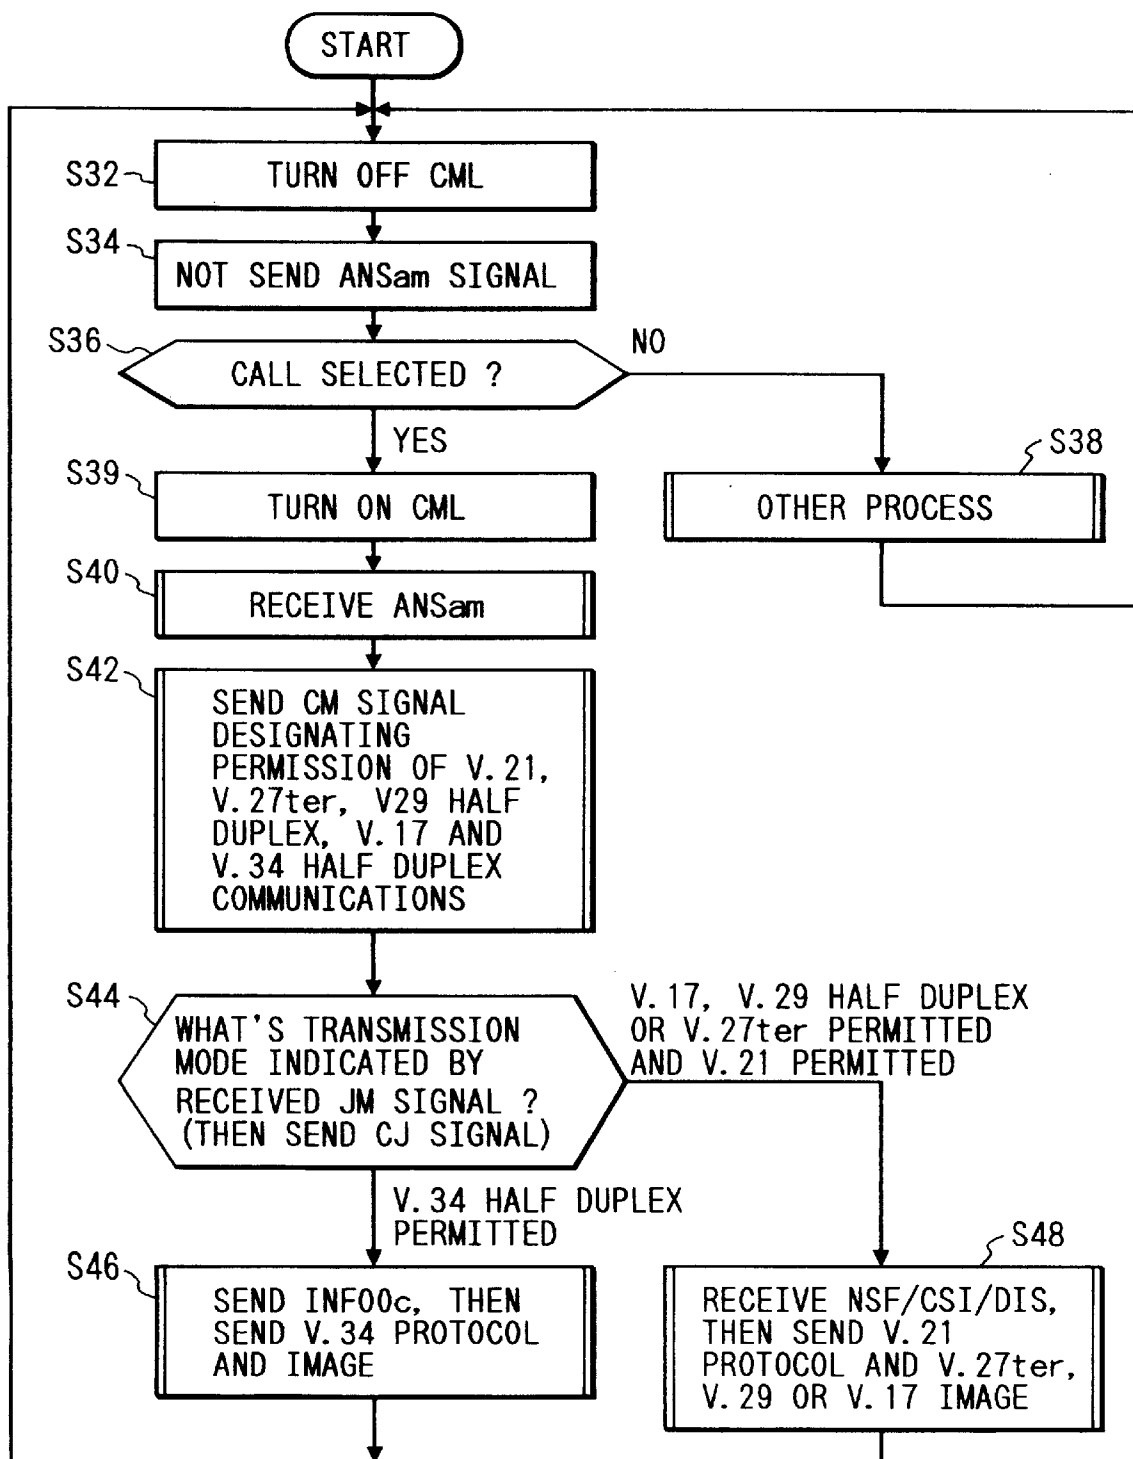 START
S32
TURN OFF CML
S34
NOT SEND ANSam SIGNAL
S36
CALL SELECTED ?
NO
YES
S39
TURN ON CML
S38
OTHER PROCESS
S40
RECEIVE ANSam
S42
SEND CM SIGNAL
DESIGNATING
PERMISSION OF V.21,
V.27ter, V29 HALF
DUPLEX, V.17 AND
V.34 HALF DUPLEX
COMMUNICATIONS
S44
WHAT'S TRANSMISSION
MODE INDICATED BY
RECEIVED JM SIGNAL ?
(THEN SEND CJ SIGNAL)
V.17, V.29 HALF DUPLEX
OR V.27ter PERMITTED
AND V.21 PERMITTED
V.34 HALF DUPLEX
PERMITTED
S46
SEND INFO0c, THEN
SEND V.34 PROTOCOL
AND IMAGE
S48
RECEIVE NSF/CSI/DIS,
THEN SEND V.21
PROTOCOL AND V.27ter,
V.29 OR V.17 IMAGE